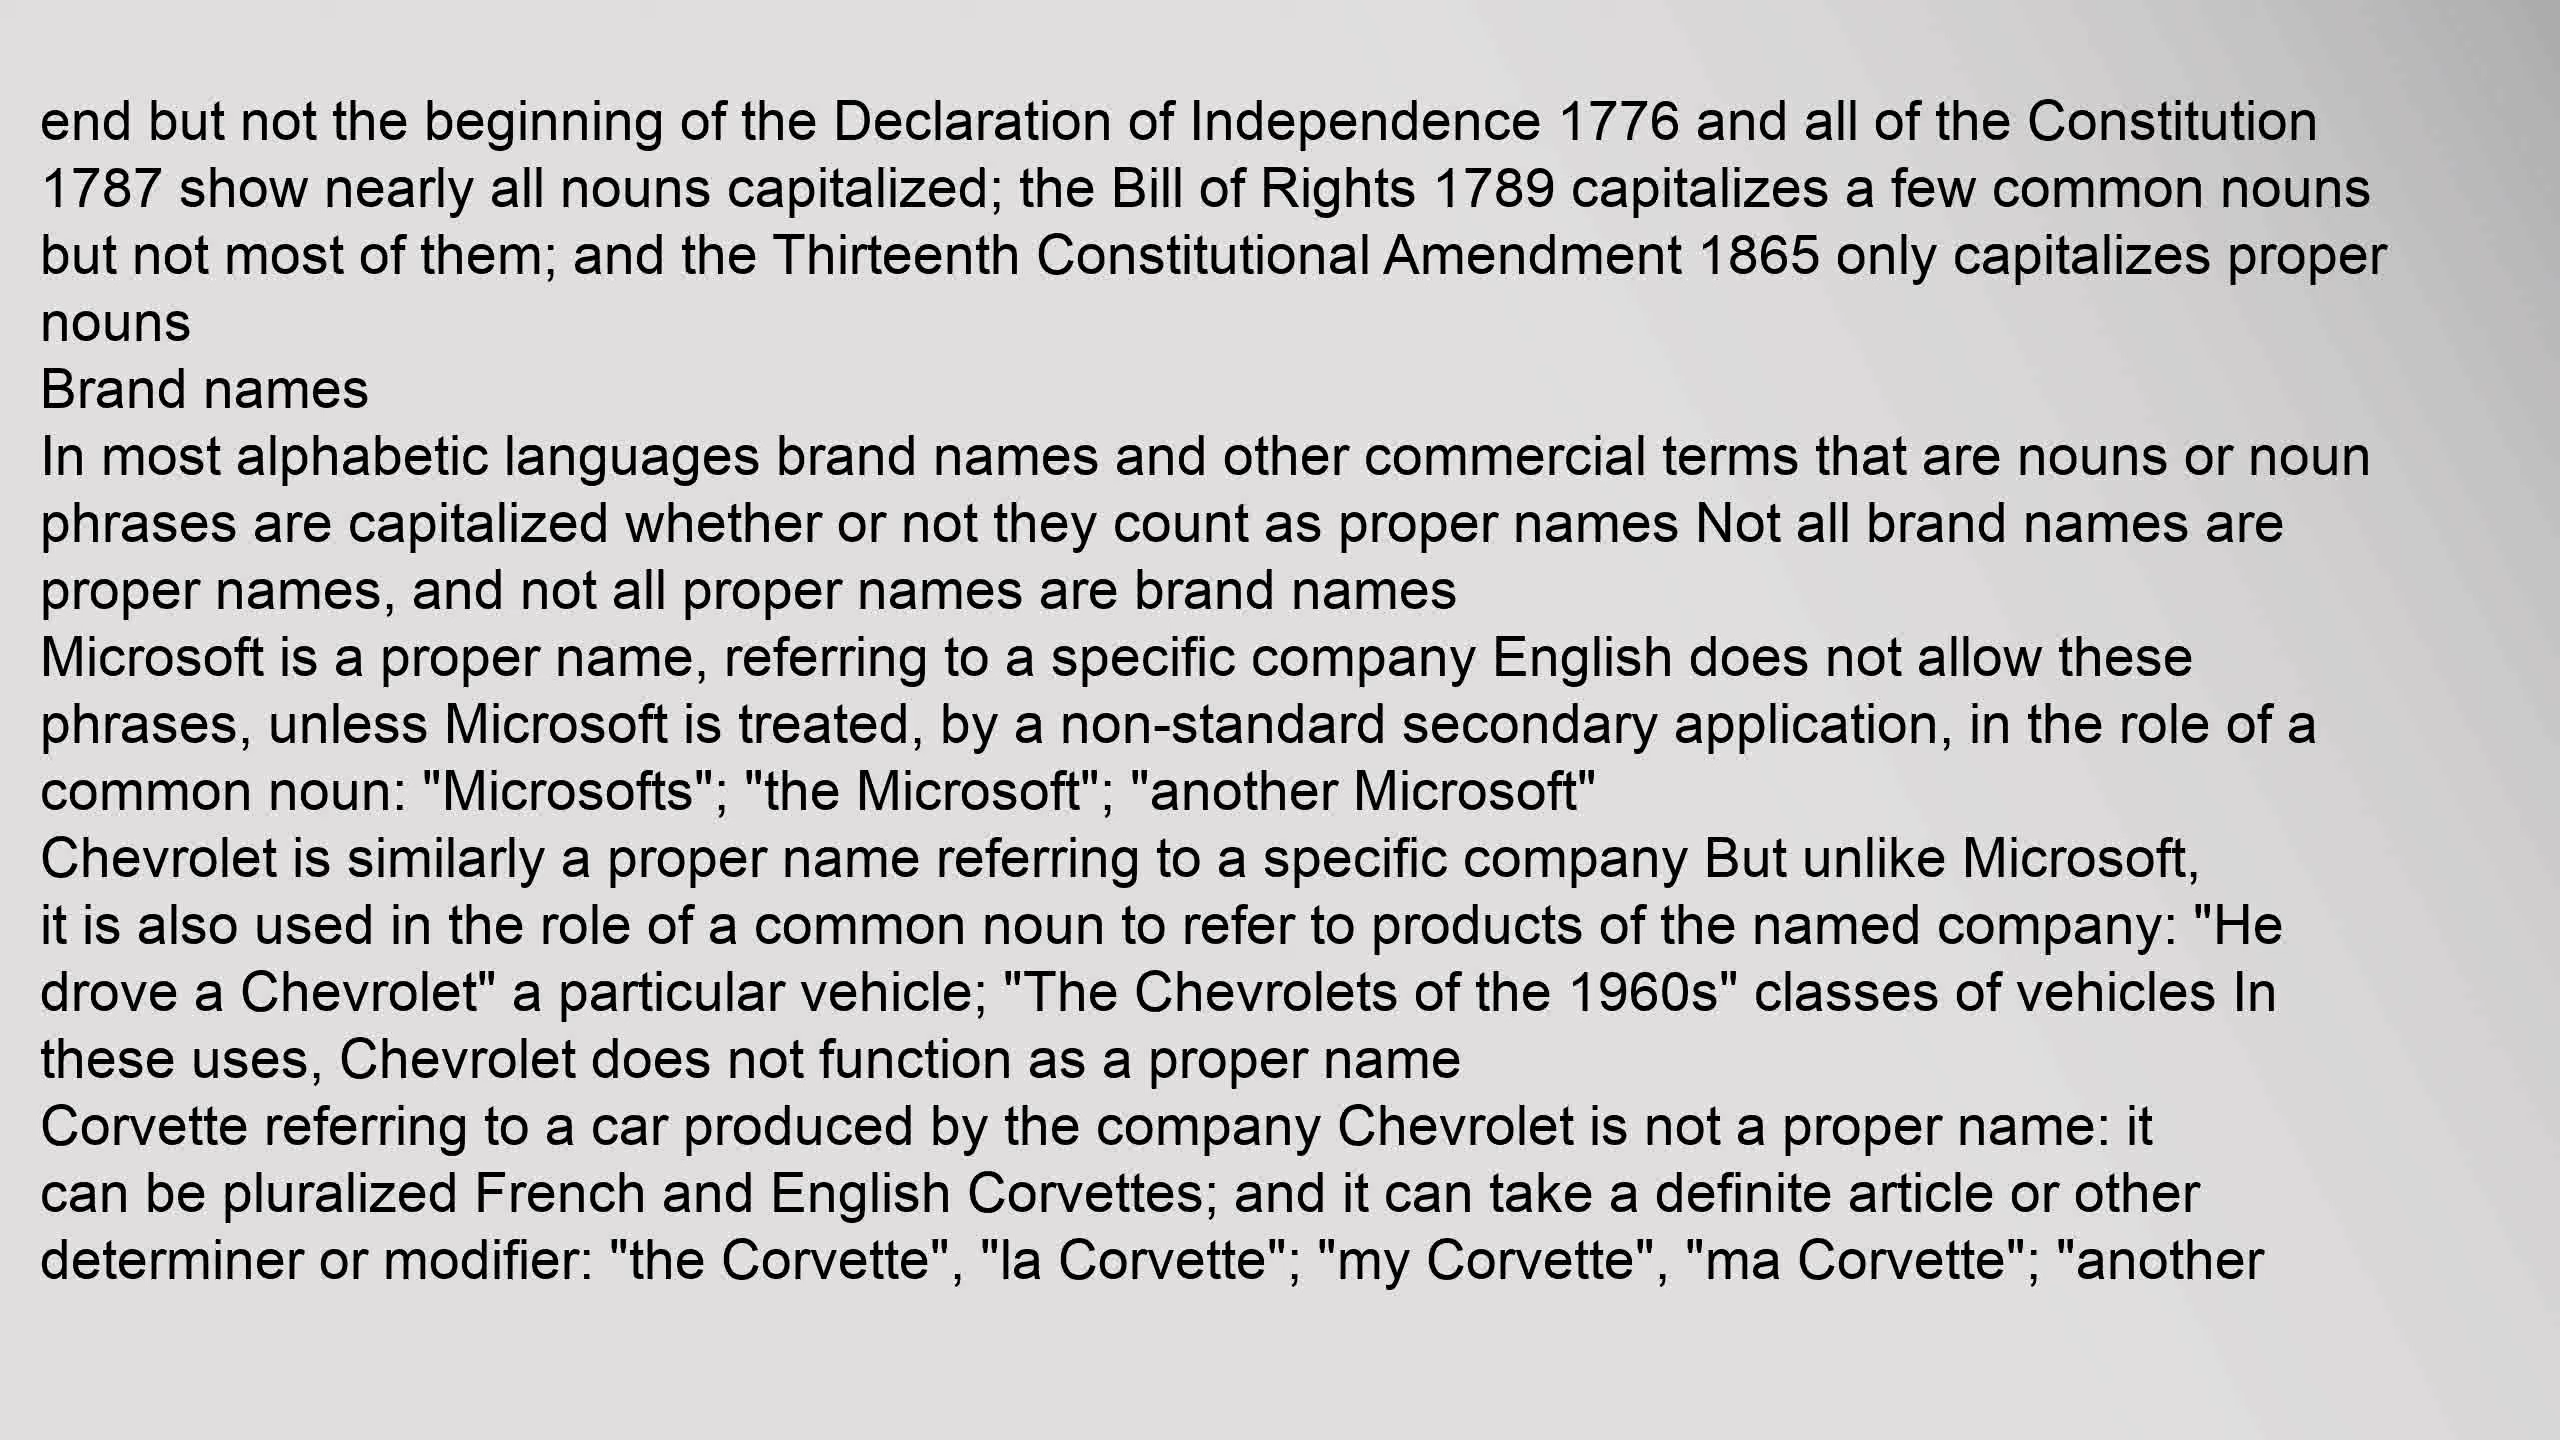 end but not the beginning of the Declaration of Independence 1776 and all of the Constitution
1787 show nearly all nouns capitalized; the Bill of Rights 1789 capitalizes a few common nouns
but not most of them; and the Thirteenth Constitutional Amendment 1865 only capitalizes proper
nouns
Brand names
In most alphabetic languages brand names and other commercial terms that are nouns or noun
phrases are capitalized whether or not they count as proper names Not all brand names are
proper names, and not all proper names are brand names
Microsoft is a proper name, referring to a specific company English does not allow these
phrases, unless Microsoft is treated, by a non-standard secondary application, in the role of a
common noun: "Microsofts"; "the Microsoft"; "another Microsoft"
Chevrolet is similarly a proper name referring to a specific company But unlike Microsoft,
it is also used in the role of a common noun to refer to products of the named company: "He
drove a Chevrolet" a particular vehicle; "The Chevrolets of the 1960s" classes of vehicles In
these uses, Chevrolet does not function as a proper name
Corvette referring to a car produced by the company Chevrolet is not a proper name: it
can be pluralized French and English Corvettes; and it can take a definite article or other
determiner or modifier: "the Corvette", "la Corvette"; "my Corvette", "ma Corvette"; "another